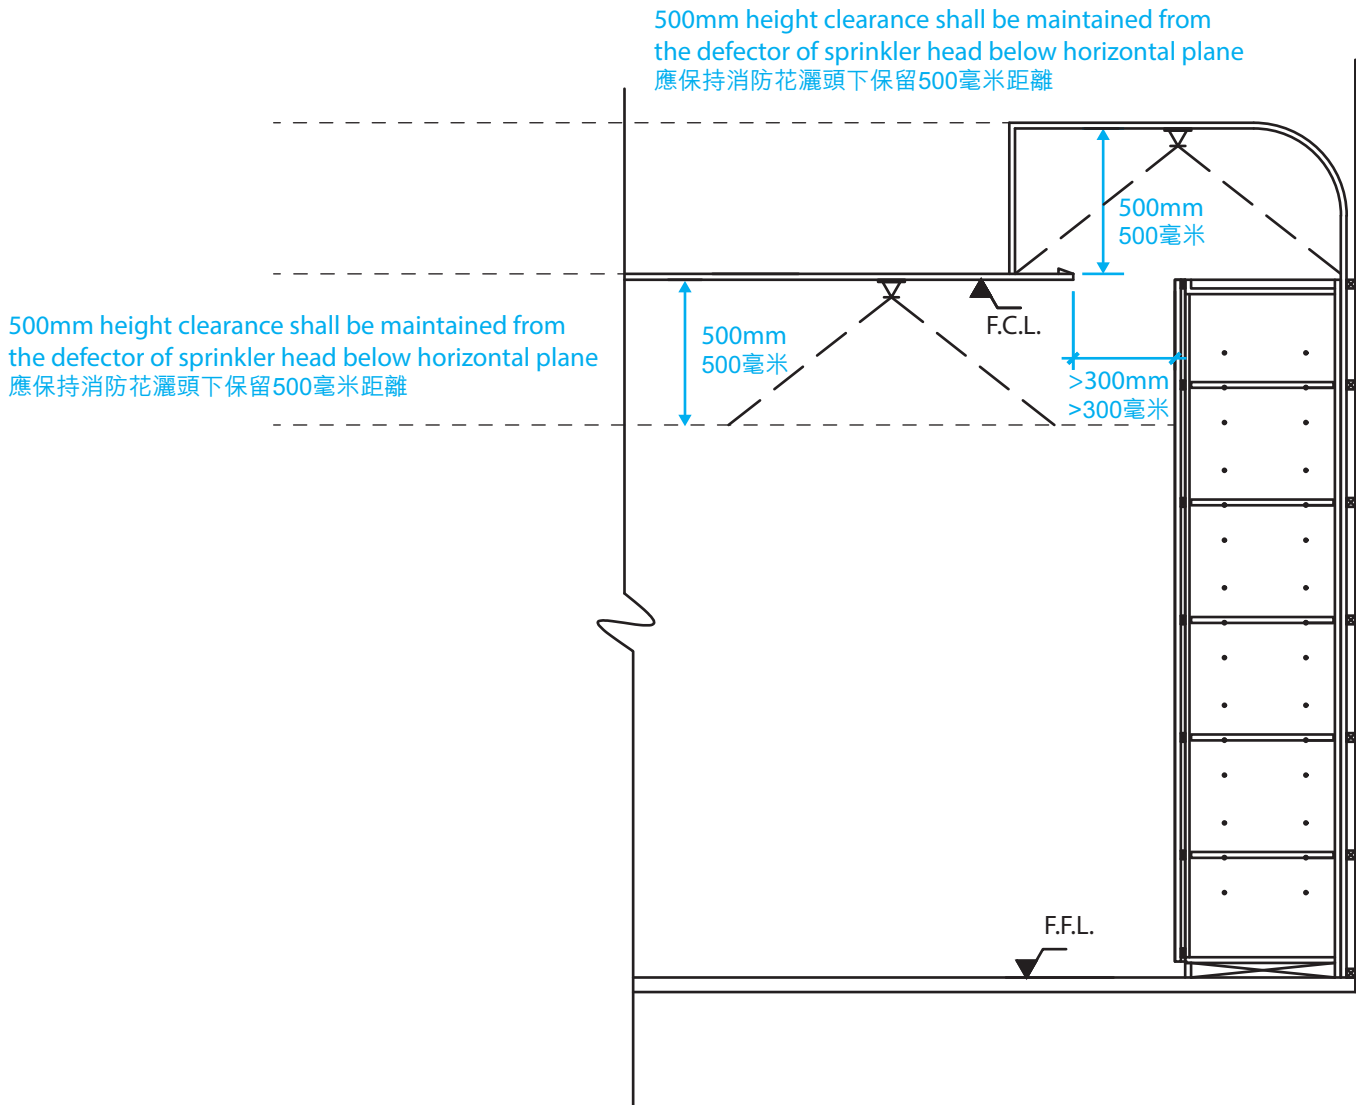 500mm height clearance shall be maintained from
the defector of sprinkler head below horizontal plane
應保持消防花灑頭下保留500毫米距離
500mm
500毫米
F.C.L.
500mm height clearance shall be maintained from
the defector of sprinkler head below horizontal plane
應保持消防花灑頭下保留500毫米距離
500mm
500毫米
>300mm
>300毫米
F.F.L.